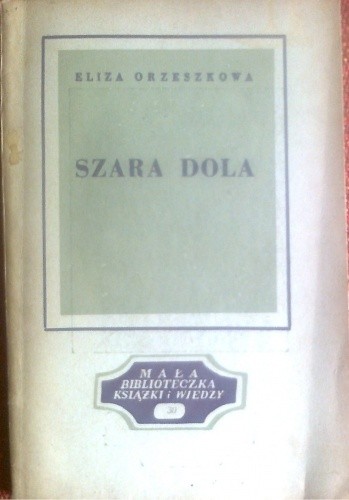 ELIZA ORZESZKOWA
SZARA DOLA
MAŁA
BIBLIOTECZKA
KSIĄŻKI i WIEDZY
30